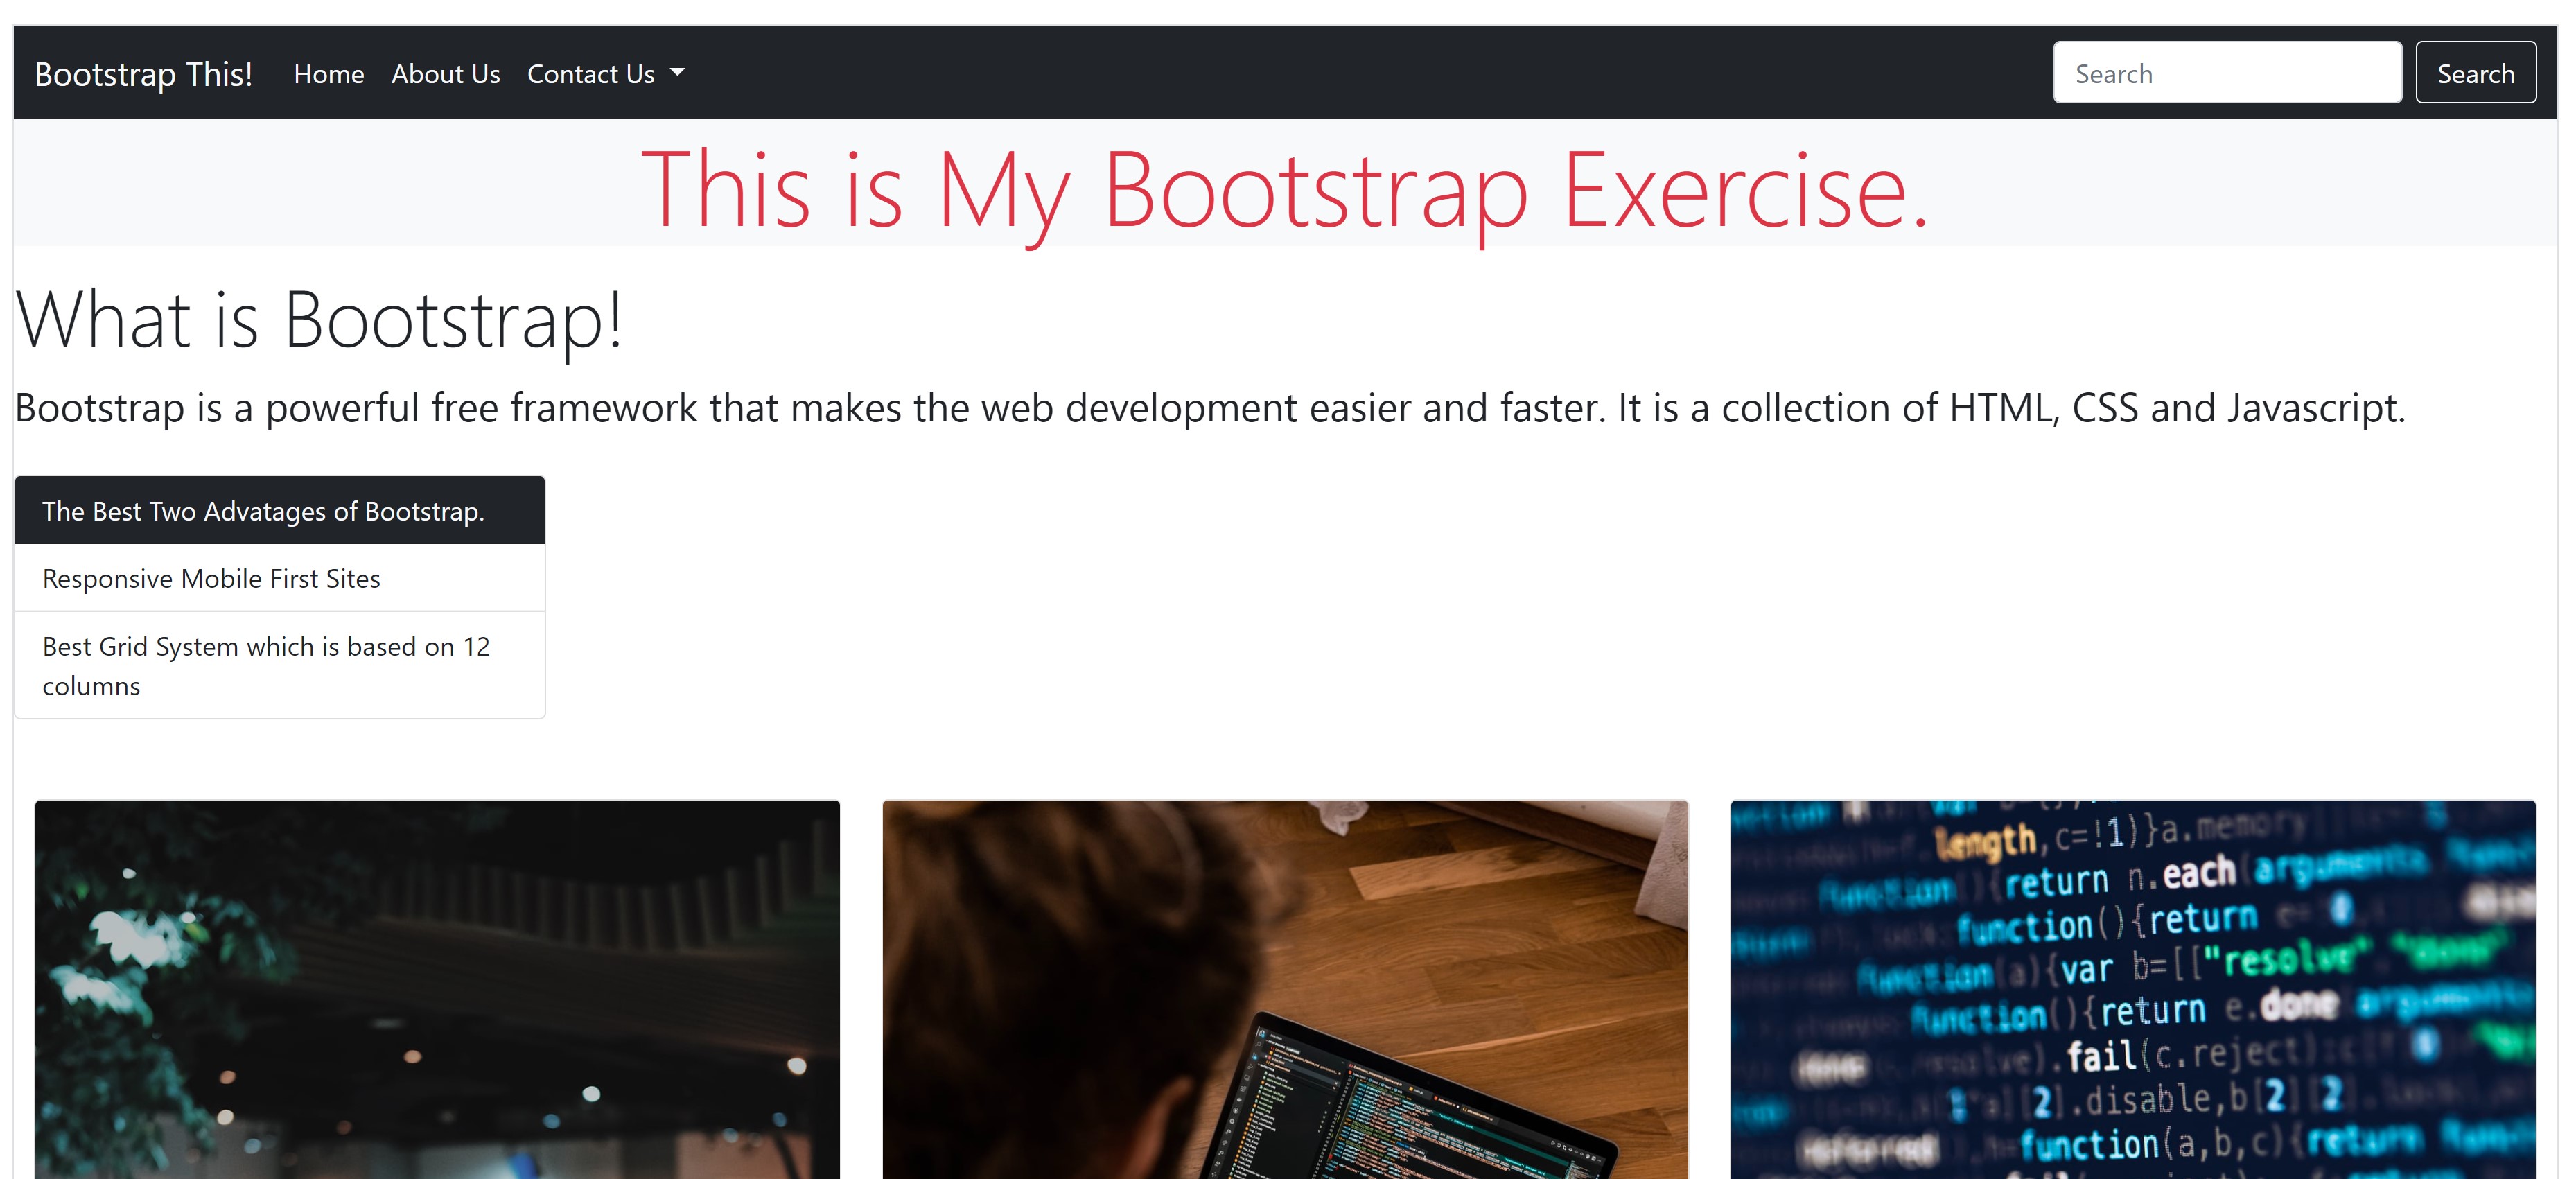 Bootstrap This! Home About Us Contact Us Search Search
This is My Bootstrap Exercise.
What is Bootstrap!
Bootstrap is a powerful free framework that makes the web development easier and faster. It is a collection of HTML, CSS and Javascript.
The Best Two Advatages of Bootstrap.
Responsive Mobile First Sites
Best Grid System which is based on 12
columns
length,c=!1)}a.memory
function(){return n.each(arguments
function(){return
function(a){var b=[["resolve" "done"
function(){return e.done arguments
.fail(c.reject)
[2].disable,b[2][2]
function(a,b,c){return